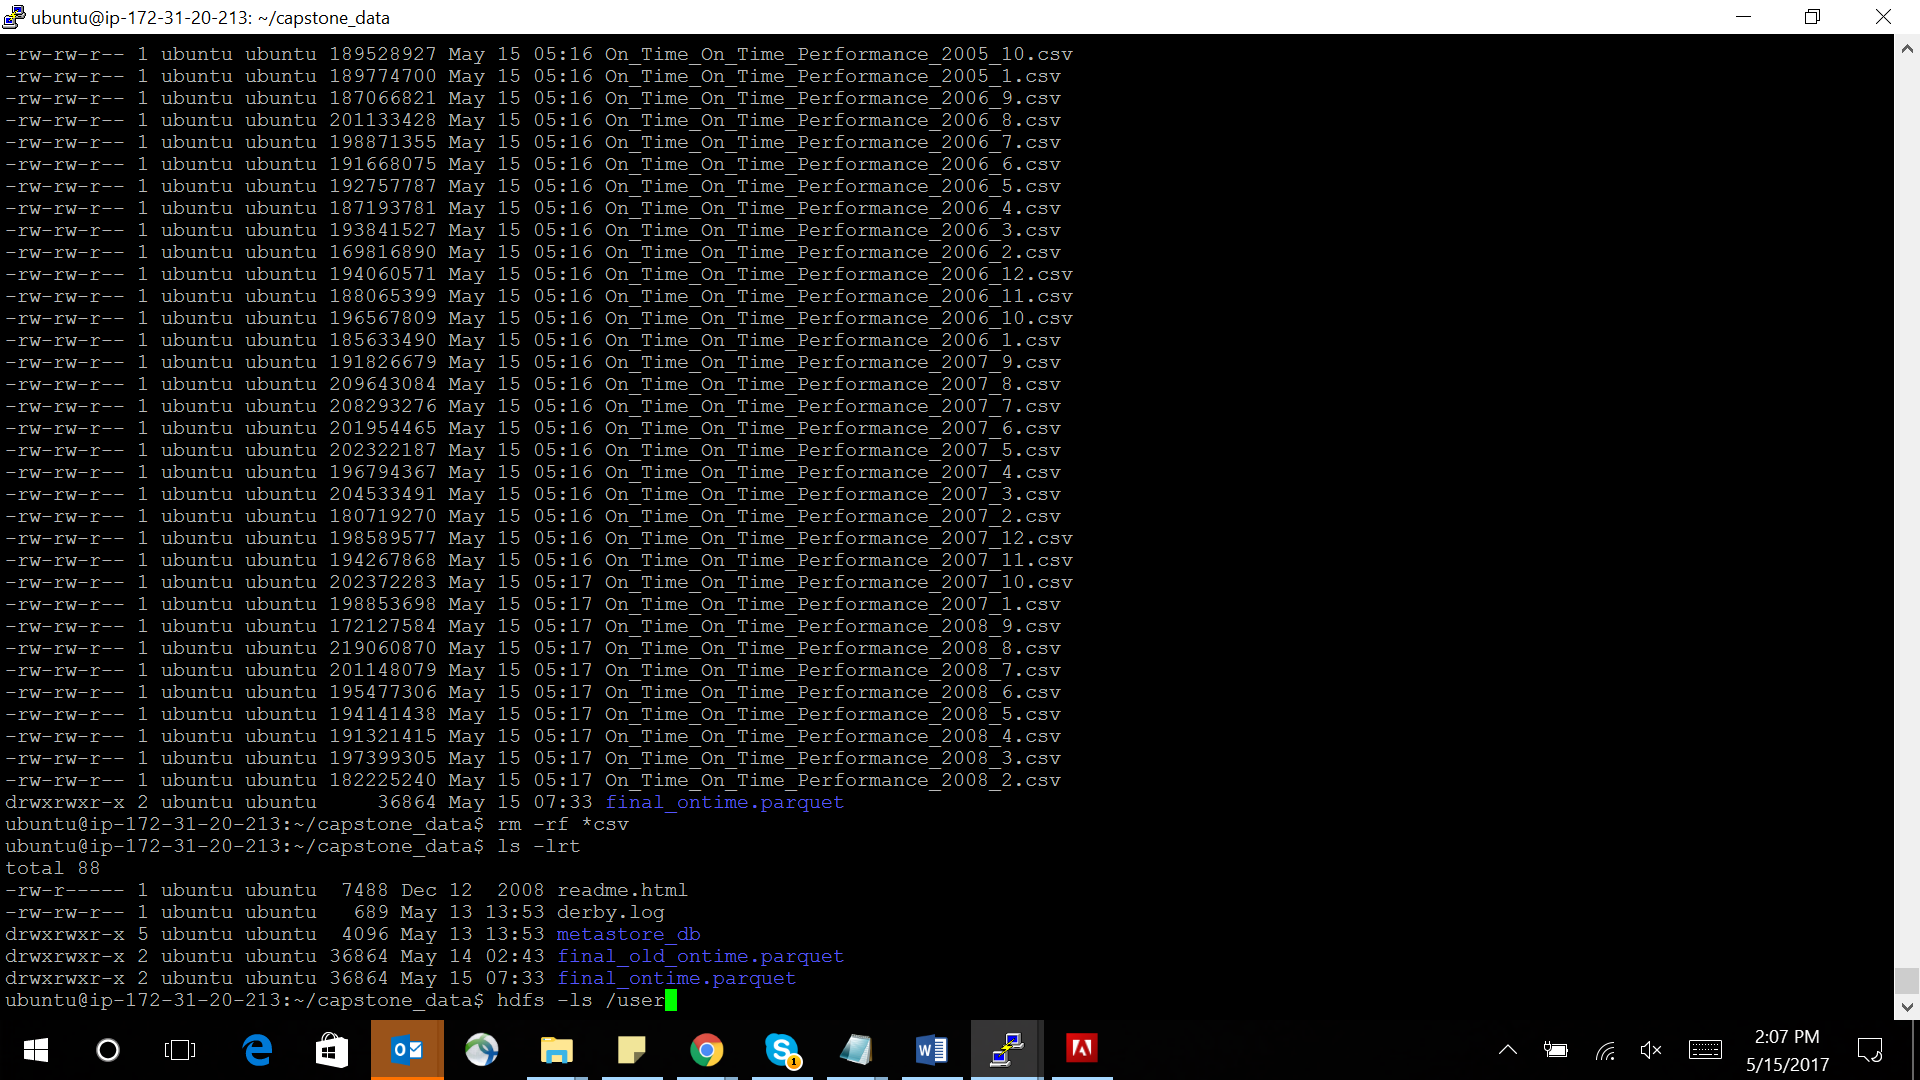 ubuntu@ip-172-31-20-213: ~/capstone_data
-rw-rw-r-- 1 ubuntu ubuntu 189528927 May 15 05:16 On_Time_On_Time_Performance_2005_10.csv
-rw-rw-r-- 1 ubuntu ubuntu 189774700 May 15 05:16 On_Time_On_Time_Performance_2005_1.csv
-rw-rw-r-- 1 ubuntu ubuntu 187066821 May 15 05:16 On_Time_On_Time_Performance_2006_9.csv
-rw-rw-r-- 1 ubuntu ubuntu 201133428 May 15 05:16 On_Time_On_Time_Performance_2006_8.csv
-rw-rw-r-- 1 ubuntu ubuntu 198871355 May 15 05:16 On_Time_On_Time_Performance_2006_7.csv
-rw-rw-r-- 1 ubuntu ubuntu 191668075 May 15 05:16 On_Time_On_Time_Performance_2006_6.csv
-rw-rw-r-- 1 ubuntu ubuntu 192757787 May 15 05:16 On_Time_On_Time_Performance_2006_5.csv
-rw-rw-r-- 1 ubuntu ubuntu 187193781 May 15 05:16 On_Time_On_Time_Performance_2006_4.csv
-rw-rw-r-- 1 ubuntu ubuntu 193841527 May 15 05:16 On_Time_On_Time_Performance_2006_3.csv
-rw-rw-r-- 1 ubuntu ubuntu 169816890 May 15 05:16 On_Time_On_Time_Performance_2006_2.csv
-rw-rw-r-- 1 ubuntu ubuntu 194060571 May 15 05:16 On_Time_On_Time_Performance_2006_12.csv
-rw-rw-r-- 1 ubuntu ubuntu 188065399 May 15 05:16 On_Time_On_Time_Performance_2006_11.csv
-rw-rw-r-- 1 ubuntu ubuntu 196567809 May 15 05:16 On_Time_On_Time_Performance_2006_10.csv
-rw-rw-r-- 1 ubuntu ubuntu 185633490 May 15 05:16 On_Time_On_Time_Performance_2006_1.csv
-rw-rw-r-- 1 ubuntu ubuntu 191826679 May 15 05:16 On_Time_On_Time_Performance_2007_9.csv
-rw-rw-r-- 1 ubuntu ubuntu 209643084 May 15 05:16 On_Time_On_Time_Performance_2007_8.csv
-rw-rw-r-- 1 ubuntu ubuntu 208293276 May 15 05:16 On_Time_On_Time_Performance_2007_7.csv
-rw-rw-r-- 1 ubuntu ubuntu 201954465 May 15 05:16 On_Time_On_Time_Performance_2007_6.csv
-rw-rw-r-- 1 ubuntu ubuntu 202322187 May 15 05:16 On_Time_On_Time_Performance_2007_5.csv
-rw-rw-r-- 1 ubuntu ubuntu 196794367 May 15 05:16 On_Time_On_Time_Performance_2007_4.csv
-rw-rw-r-- 1 ubuntu ubuntu 204533491 May 15 05:16 On_Time_On_Time_Performance_2007_3.csv
-rw-rw-r-- 1 ubuntu ubuntu 180719270 May 15 05:16 On_Time_On_Time_Performance_2007_2.csv
-rw-rw-r-- 1 ubuntu ubuntu 198589577 May 15 05:16 On_Time_On_Time_Performance_2007_12.csv
-rw-rw-r-- 1 ubuntu ubuntu 194267868 May 15 05:16 On_Time_On_Time_Performance_2007_11.csv
-rw-rw-r-- 1 ubuntu ubuntu 202372283 May 15 05:17 On_Time_On_Time_Performance_2007_10.csv
-rw-rw-r-- 1 ubuntu ubuntu 198853698 May 15 05:17 On_Time_On_Time_Performance_2007_1.csv
-rw-rw-r-- 1 ubuntu ubuntu 172127584 May 15 05:17 On_Time_On_Time_Performance_2008_9.csv
-rw-rw-r-- 1 ubuntu ubuntu 219060870 May 15 05:17 On_Time_On_Time_Performance_2008_8.csv
-rw-rw-r-- 1 ubuntu ubuntu 201148079 May 15 05:17 On_Time_On_Time_Performance_2008_7.csv
-rw-rw-r-- 1 ubuntu ubuntu 195477306 May 15 05:17 On_Time_On_Time_Performance_2008_6.csv
-rw-rw-r-- 1 ubuntu ubuntu 194141438 May 15 05:17 On_Time_On_Time_Performance_2008_5.csv
-rw-rw-r-- 1 ubuntu ubuntu 191321415 May 15 05:17 On_Time_On_Time_Performance_2008_4.csv
-rw-rw-r-- 1 ubuntu ubuntu 197399305 May 15 05:17 On_Time_On_Time_Performance_2008_3.csv
-rw-rw-r-- 1 ubuntu ubuntu 182225240 May 15 05:17 On_Time_On_Time_Performance_2008_2.csv
drwxrwxr-x 2 ubuntu ubuntu     36864 May 15 07:33 final_ontime.parquet
ubuntu@ip-172-31-20-213:~/capstone_data$ rm -rf *csv
ubuntu@ip-172-31-20-213:~/capstone_data$ ls -lrt
total 88
-rw-r----- 1 ubuntu ubuntu  7488 Dec 12  2008 readme.html
-rw-rw-r-- 1 ubuntu ubuntu   689 May 13 13:53 derby.log
drwxrwxr-x 5 ubuntu ubuntu  4096 May 13 13:53 metastore_db
drwxrwxr-x 2 ubuntu ubuntu 36864 May 14 02:43 final_old_ontime.parquet
drwxrwxr-x 2 ubuntu ubuntu 36864 May 15 07:33 final_ontime.parquet
ubuntu@ip-172-31-20-213:~/capstone_data$ hdfs -ls /user
2:07 PM
5/15/2017